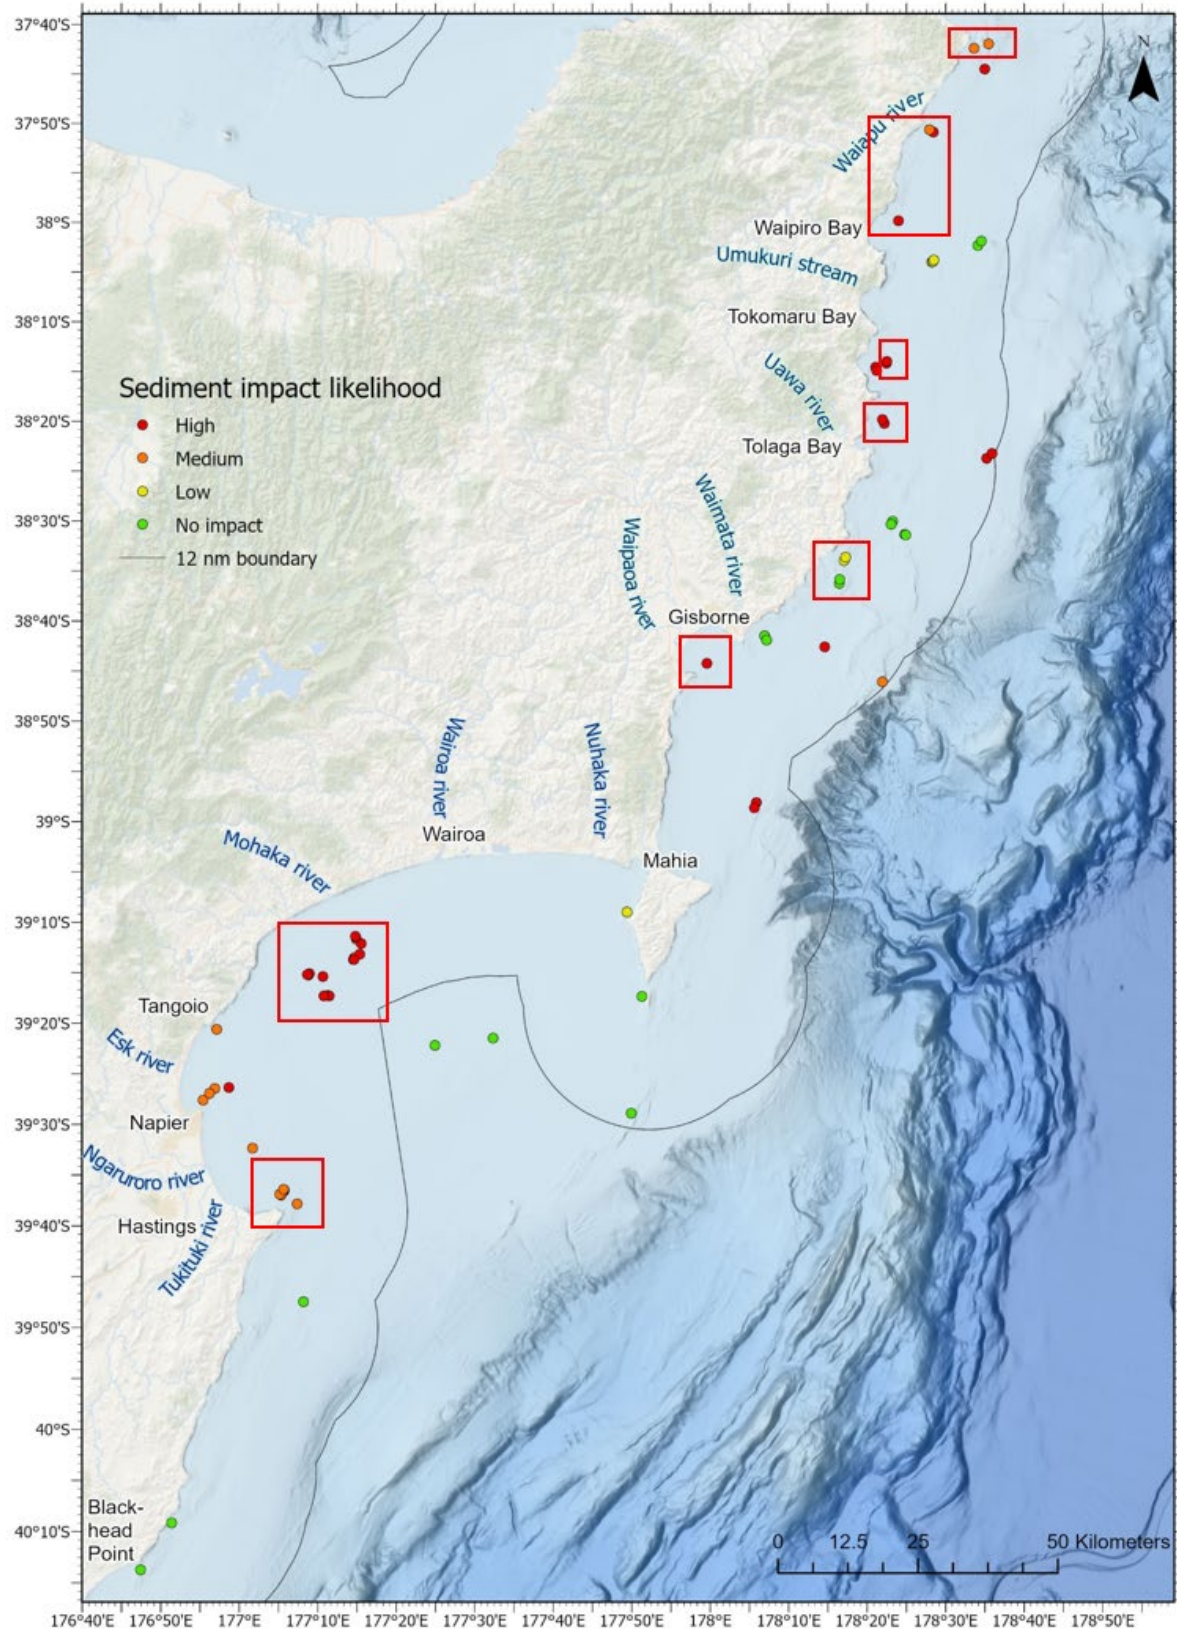 37°40'S
N
37°50'S
Waiapu river
38°S
Waipiro Bay
Umukuri stream
38°10'S
Tokomaru Bay
Uawa river
Sediment impact likelihood
High
38°20'S
Medium
Tolaga Bay
Low
No impact
12 nm boundary
38°30'S
Waimata river
Waipaoa river
38°40'S
Gisborne
38°50'S
Wairoa river
Nuhaka river
39°S
Wairoa
Mohaka river
Mahia
39°10'S
Tangoio
39°20'S
Esk river
Napier
39°30'S
Ngaruroro river
Hastings
39°40'S
Tukituki river
39°50'S
40°S
Black-
head
Point
40°10'S
0 12.5 25 50 Kilometers
176°40'E 176°50'E 177°E 177°10'E 177°20'E 177°30'E 177°40'E 177°50'E 178°E 178°10'E 178°20'E 178°30'E 178°40'E 178°50'E